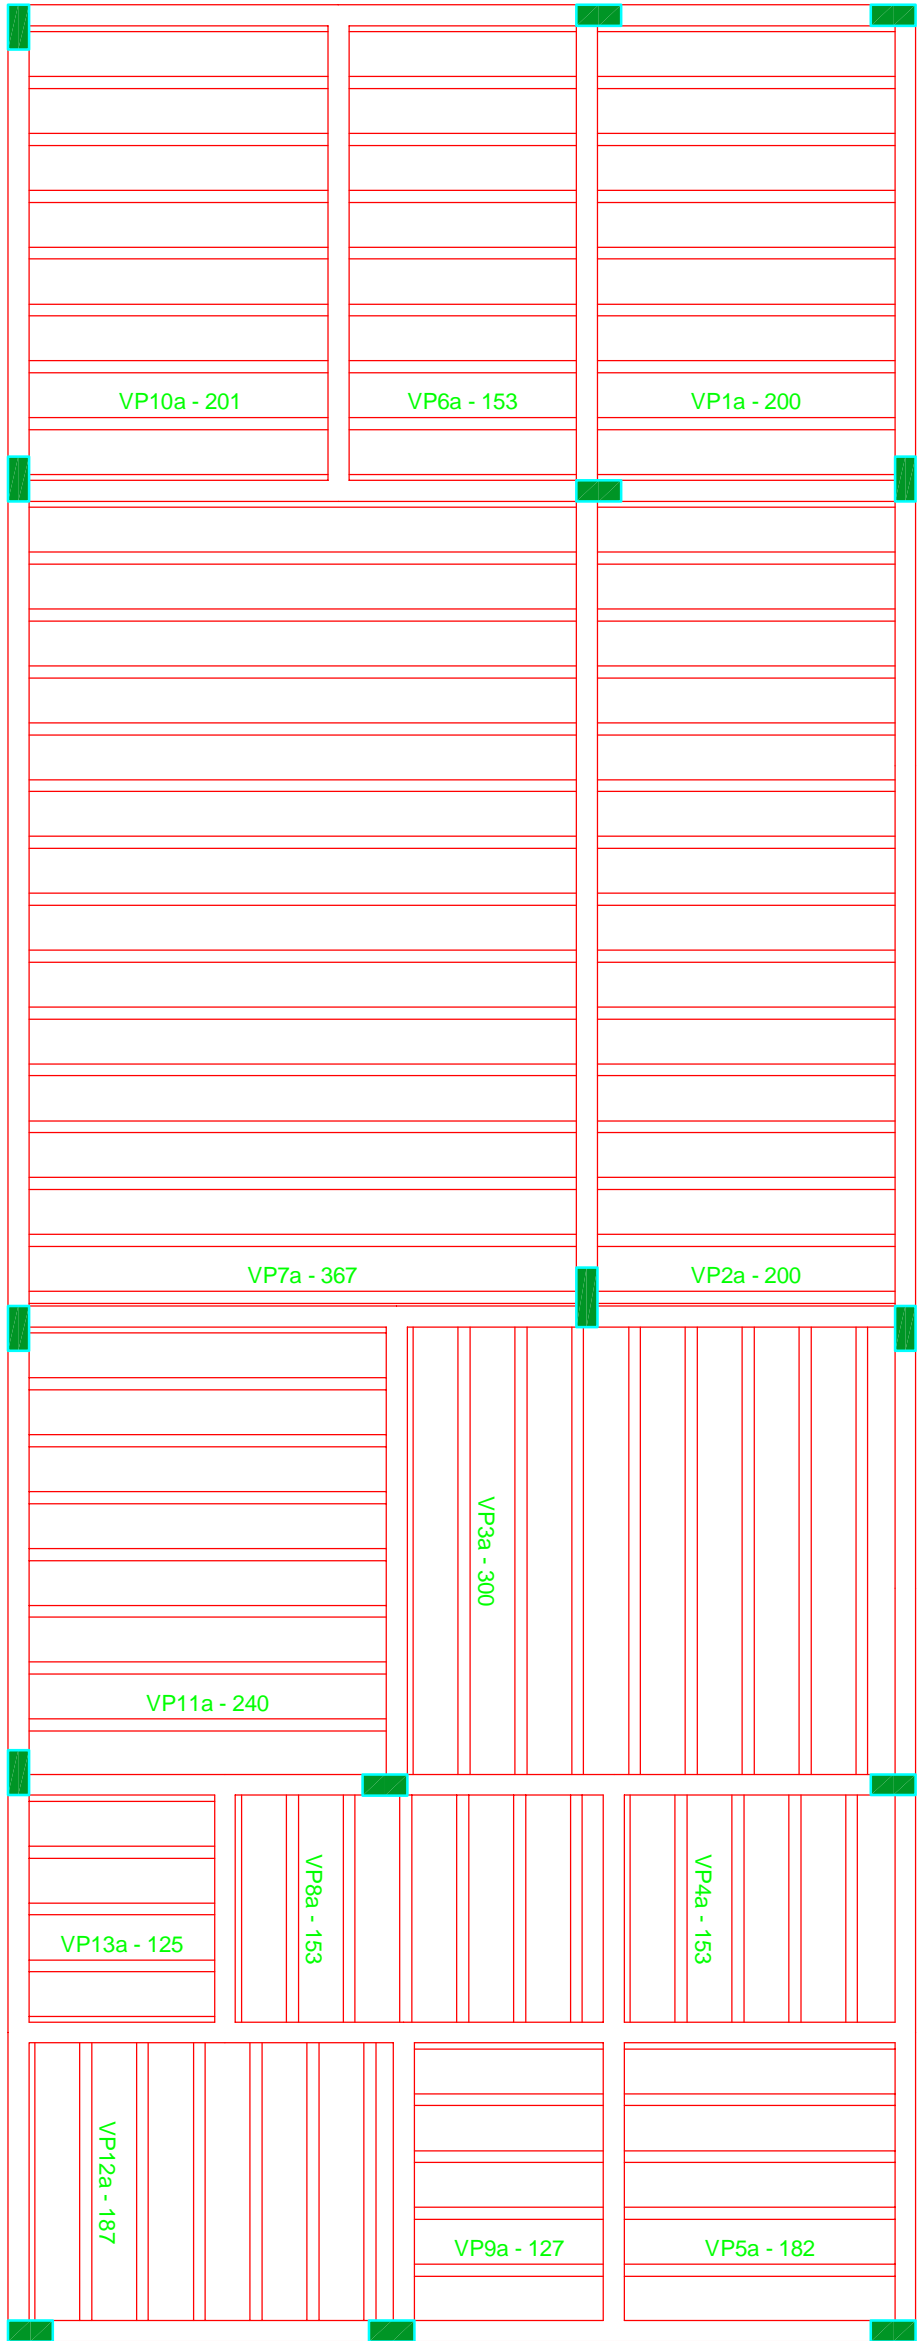 VP10a - 201
VP6a - 153
VP1a - 200
VP7a - 367
VP2a - 200
VP3a - 300
VP11a - 240
VP8a - 153
VP4a - 153
VP13a - 125
VP12a - 187
VP9a - 127
VP5a - 182